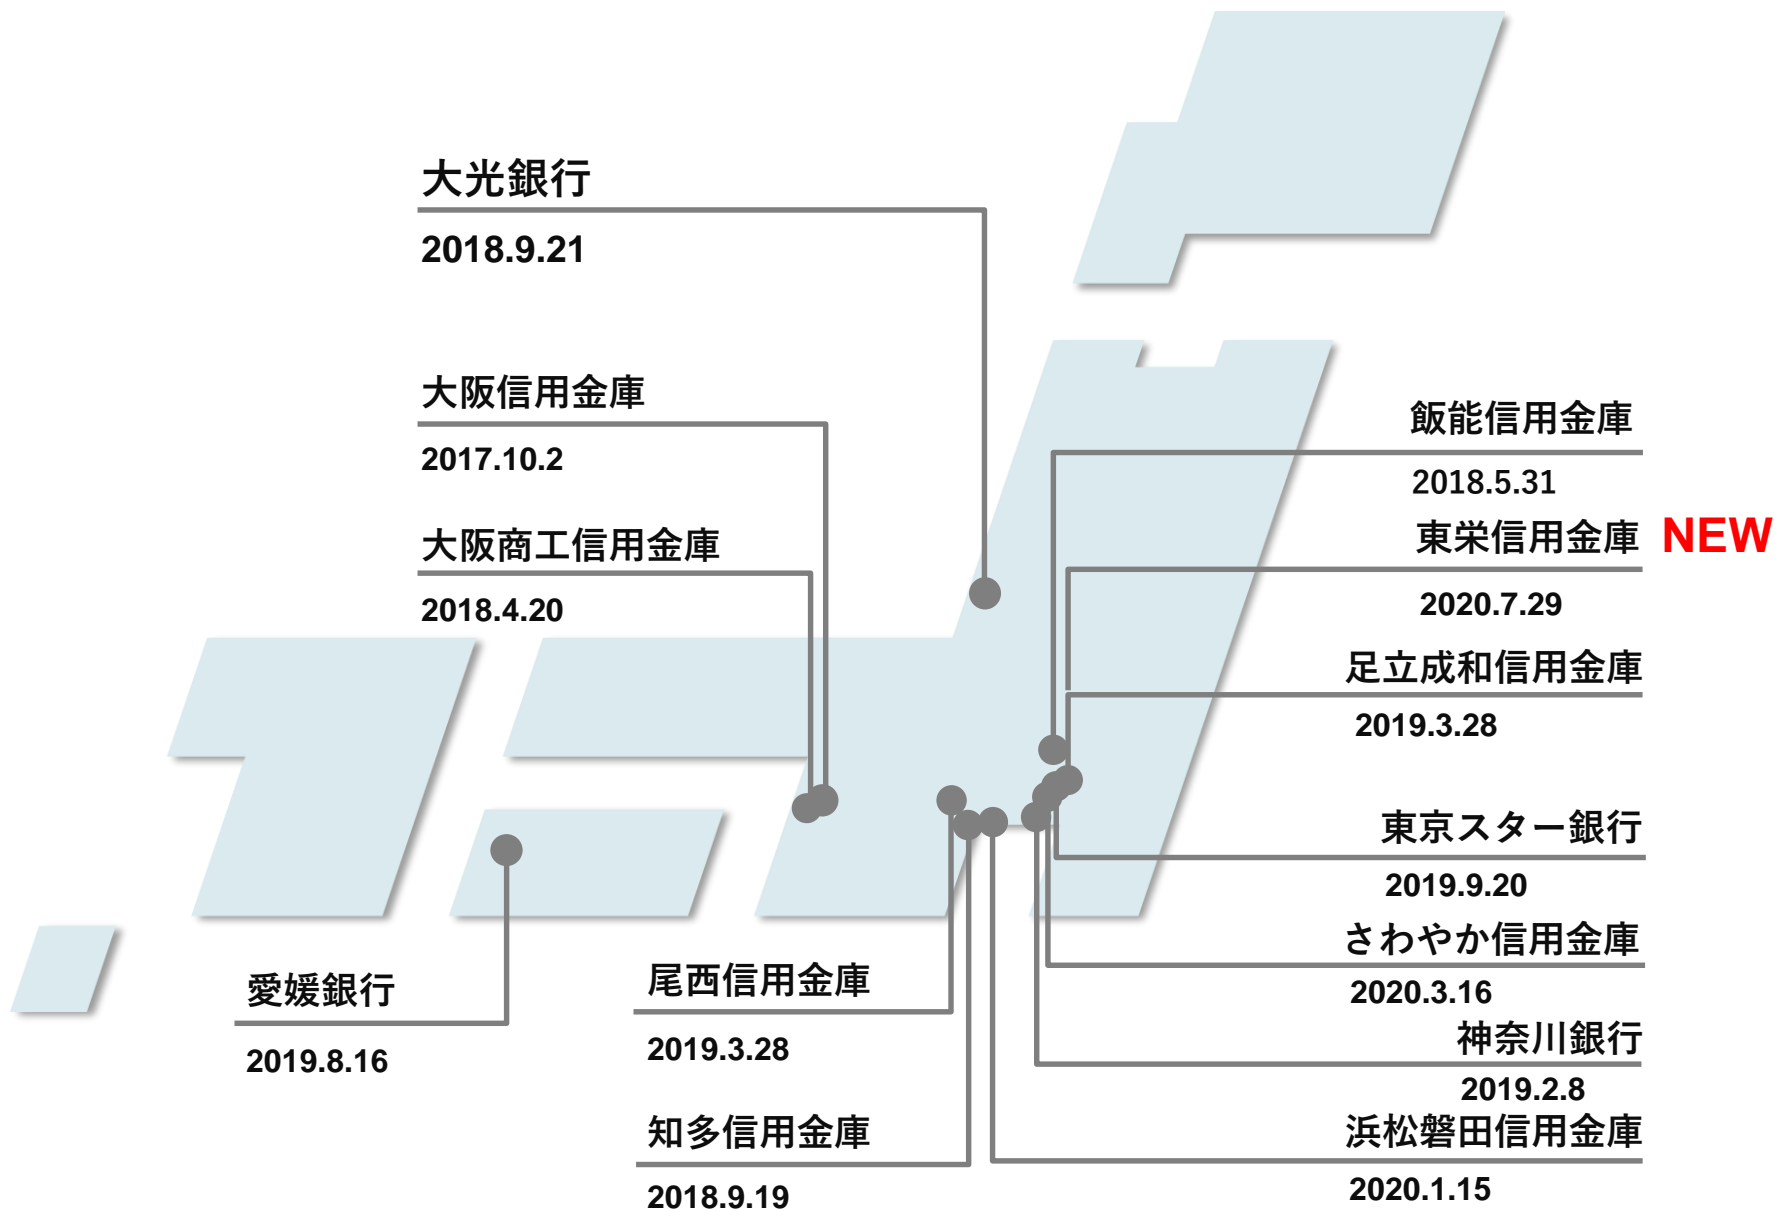 大光銀行
2018.9.21
大阪信用金庫
2017.10.2
大阪商工信用金庫
2018.4.20
飯能信用金庫
2018.5.31
東栄信用金庫 NEW
2020.7.29
足立成和信用金庫
2019.3.28
東京スター銀行
2019.9.20
さわやか信用金庫
2020.3.16
神奈川銀行
2019.2.8
浜松磐田信用金庫
2020.1.15
愛媛銀行
2019.8.16
尾西信用金庫
2019.3.28
知多信用金庫
2018.9.19